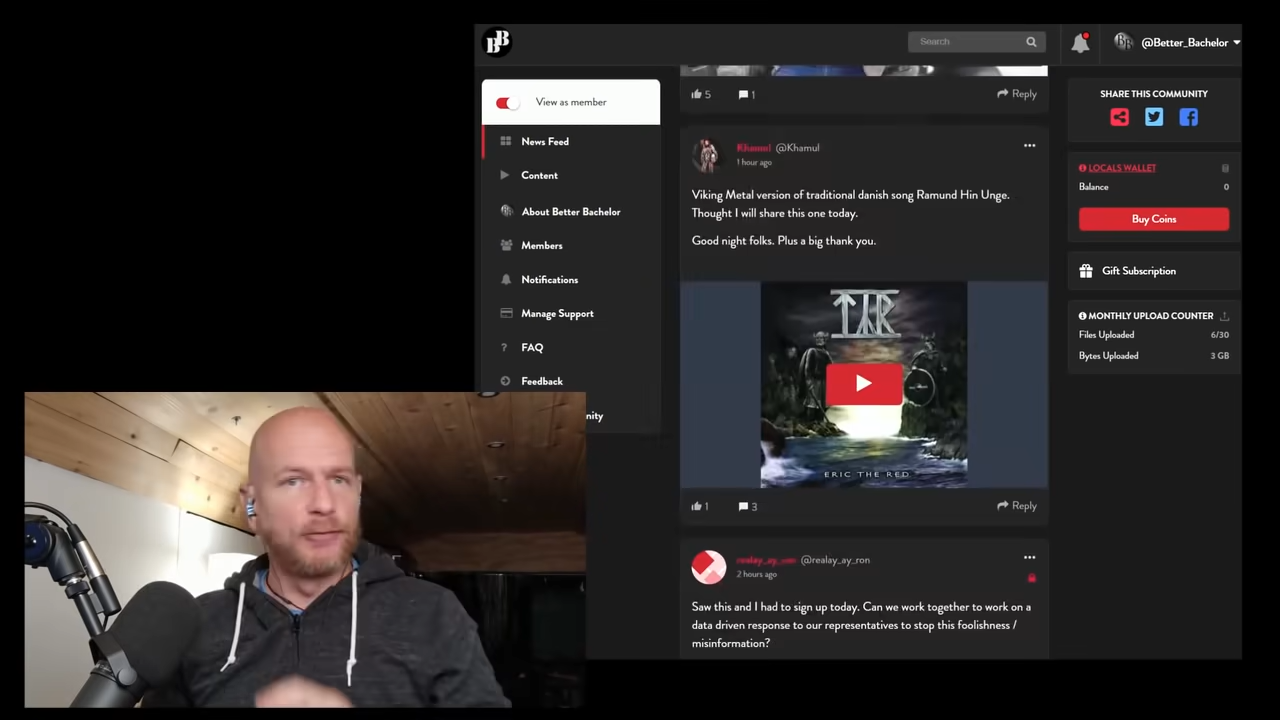 BB
Search
@Better_Bachelor
View as member
News Feed
Content
About Better Bachelor
Members
Notifications
Manage Support
FAQ
Feedback
nity
5
1
Reply
Khamul @Khamul
1 hour ago
Viking Metal version of traditional danish song Ramund Hin Unge.
Thought I will share this one today.
Good night folks. Plus a big thank you.
TYR
ERIC THE RED
1
3
Reply
realay_ay_ron @realay_ay_ron
2 hours ago
Saw this and I had to sign up today. Can we work together to work on a
data driven response to our representatives to stop this foolishness /
misinformation?
SHARE THIS COMMUNITY
LOCALS WALLET
Balance 0
Buy Coins
Gift Subscription
MONTHLY UPLOAD COUNTER
Files Uploaded 6/30
Bytes Uploaded 3 GB